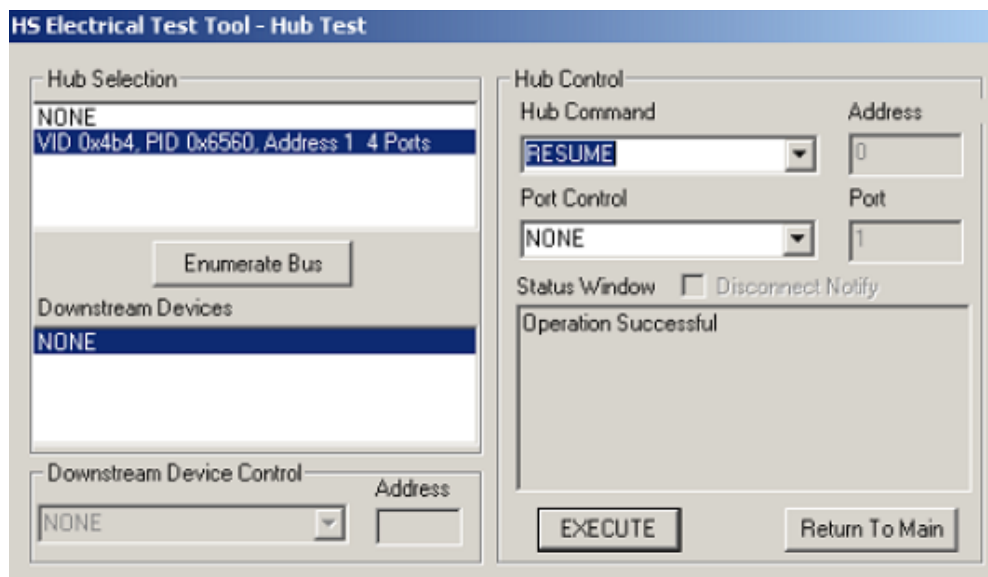 HS Electrical Test Tool - Hub Test
Hub Selection
NONE
VID 0x4b4, PID 0x6560, Address 1 4 Ports
Enumerate Bus
Downstream Devices
NONE
Downstream Device Control
Address
NONE
Hub Control
Hub Command
Address
RESUME
0
Port Control
Port
NONE
1
Status Window
Disconnect Notify
Operation Successful
EXECUTE
Return To Main